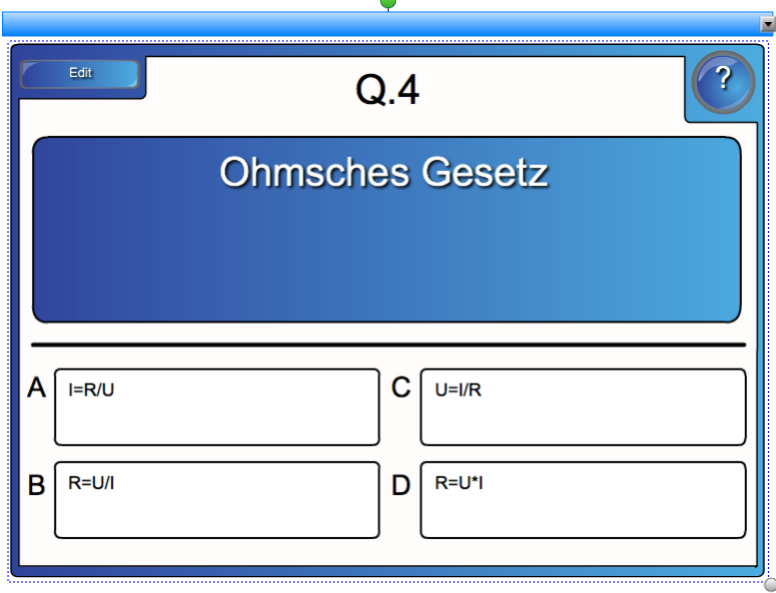 Edit
Q.4
?
Ohmsches Gesetz
A I=R/U
C U=I/R
B R=U/I
D R=U*I